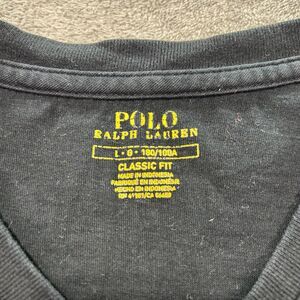 POLO
RALPH LAUREN
L • G • 180/100A
CLASSIC FIT
MADE IN INDONESIA
FABRIQUÉ EN INDONÉSIE
HECHO EN INDONESIA